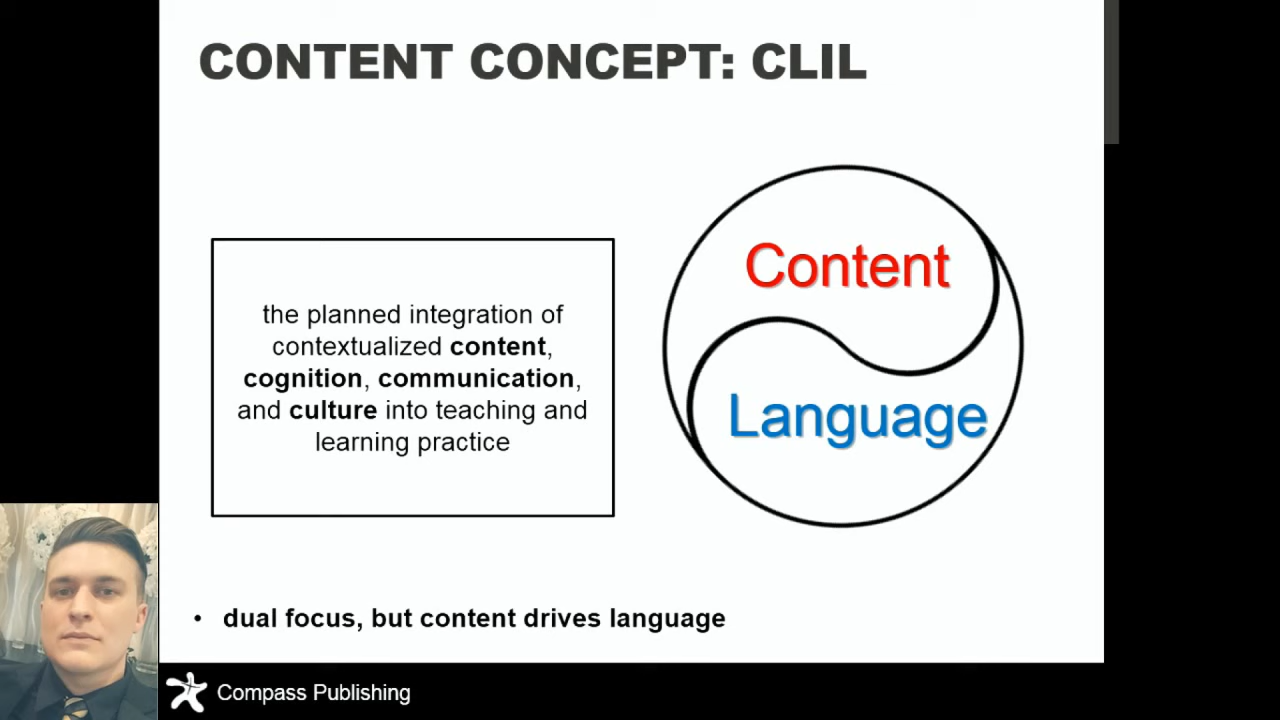 CONTENT CONCEPT: CLIL
the planned integration of
contextualized content,
cognition, communication,
and culture into teaching and
learning practice
Content
Language
• dual focus, but content drives language
Compass Publishing